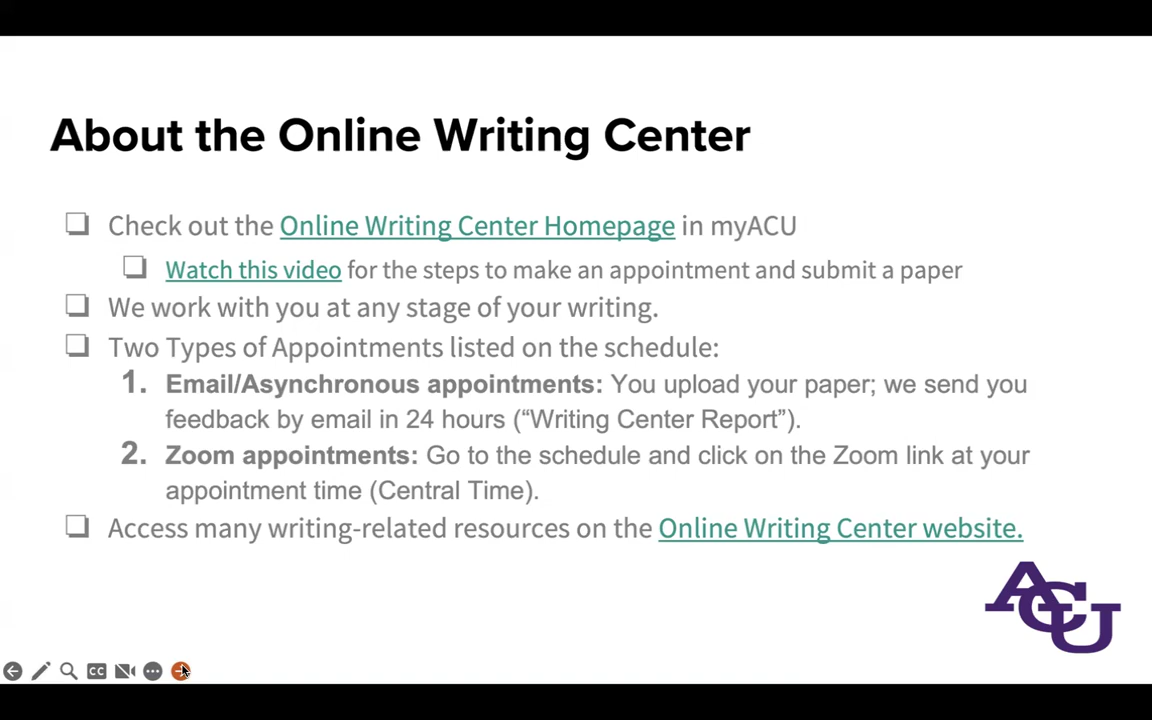 About the Online Writing Center
❑ Check out the Online Writing Center Homepage in myACU
❑ Watch this video for the steps to make an appointment and submit a paper
❑ We work with you at any stage of your writing.
❑ Two Types of Appointments listed on the schedule:
1. Email/Asynchronous appointments: You upload your paper; we send you
feedback by email in 24 hours (“Writing Center Report”).
2. Zoom appointments: Go to the schedule and click on the Zoom link at your
appointment time (Central Time).
❑ Access many writing-related resources on the Online Writing Center website.
ACU
CC